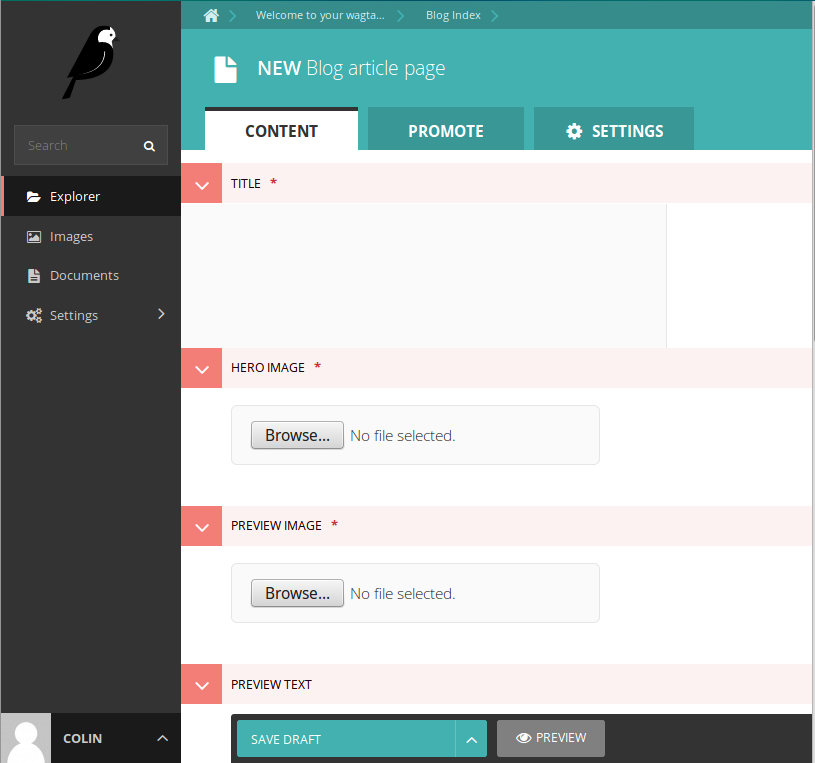 Welcome to your wagta...
Blog Index
NEW Blog article page
CONTENT
PROMOTE
SETTINGS
Search
Explorer
Images
Documents
Settings
TITLE *
HERO IMAGE *
Browse... No file selected.
PREVIEW IMAGE *
Browse... No file selected.
PREVIEW TEXT
COLIN
SAVE DRAFT
PREVIEW